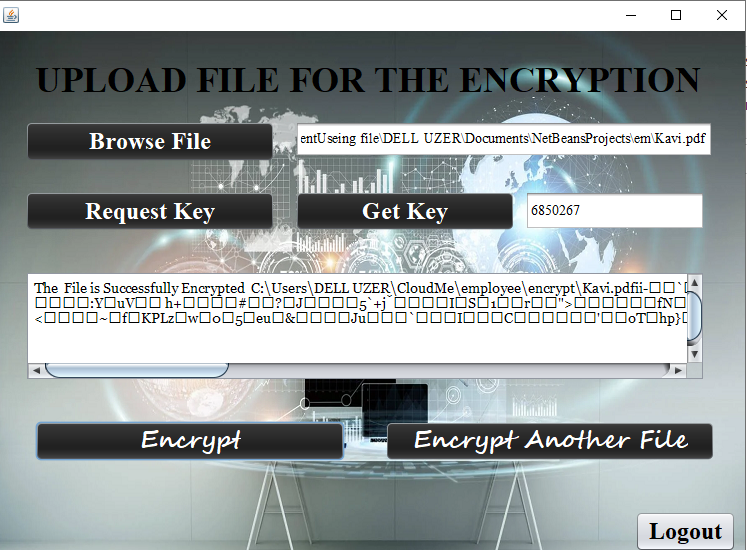 UPLOAD FILE FOR THE ENCRYPTION
Browse File
entUseing file\DELL UZER\Documents\NetBeansProjects\em\Kavi.pdf
Request Key
Get Key
6850267
The File is Successfully Encrypted C:\Users\DELL UZER\CloudMe\employee\encrypt\Kavi.pdfii-□□`
□□□□:Y□uV□□h+□□□□#□□?□J□□□□5`+j˘□□□□I□S□1□□r□□">□□□□□□fN□
<□□□□~□f□KPLz□w□0□5□eu□&□□□□Ju□□□`□□□I□□□C□□□□□□'□□oT□hp}□
Encrypt
Encrypt Another File
Logout